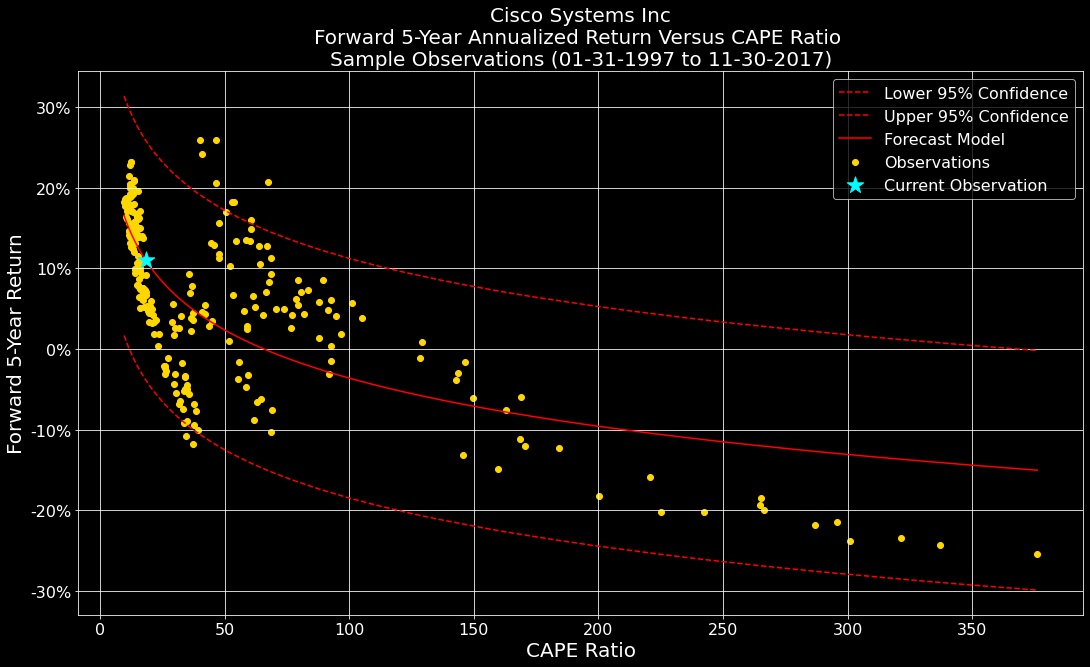 Cisco Systems Inc
Forward 5-Year Annualized Return Versus CAPE Ratio
Sample Observations (01-31-1997 to 11-30-2017)
Lower 95% Confidence
Upper 95% Confidence
Forecast Model
Observations
Current Observation
Forward 5-Year Return
30%
20%
10%
0%
-10%
-20%
-30%
0 50 100 150 200 250 300 350
CAPE Ratio